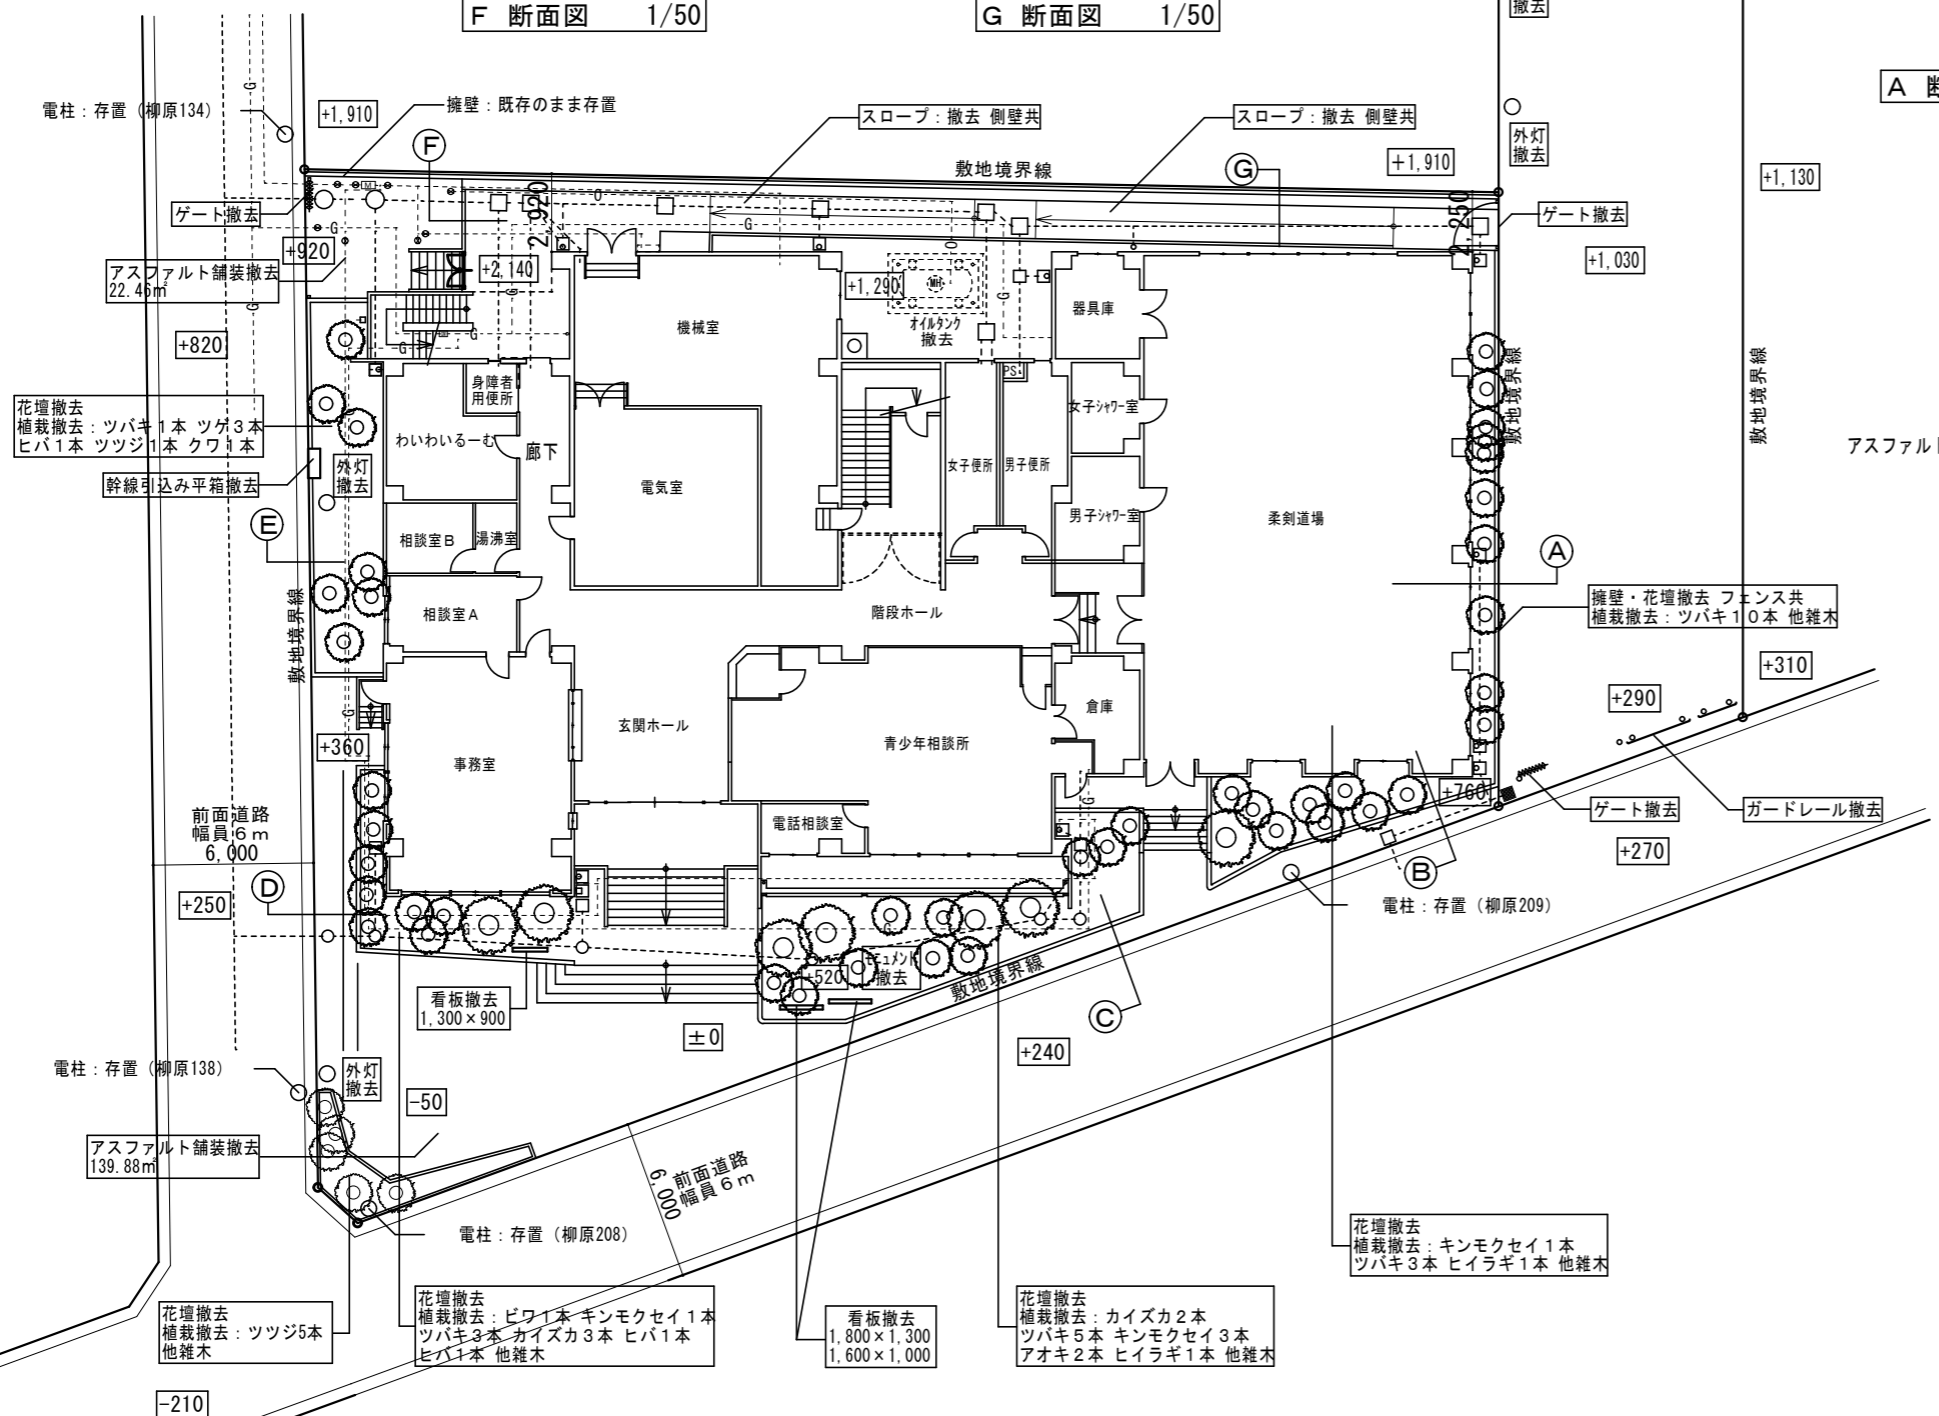 F 断面図 1/50
G 断面図 1/50
撤去
A 断
電柱：存置（柳原134）
+1,910
擁壁：既存のまま存置
F
スロープ：撤去 側壁共
スロープ：撤去 側壁共
敷地境界線
G
+1,910
外灯
撤去
+1,130
ゲート撤去
2,920
2,250
ゲート撤去
+920
+2,140
+1,290
+1,030
アスファルト舗装撤去
22.46㎡
MH
オイルタンク
撤去
器具庫
機械室
+820
身障者
用便所
PS
女子シャワー室
敷地境界線
敷地境界線
花壇撤去
植栽撤去：ツバキ１本 ツゲ３本
ヒバ１本 ツツジ１本 クワ１本
わいわいるーむ
廊下
女子便所
男子便所
アスファルト
外灯
撤去
幹線引込み平箱撤去
電気室
男子シャワー室
柔剣道場
E
相談室B
湯沸室
A
相談室A
階段ホール
擁壁・花壇撤去 フェンス共
植栽撤去：ツバキ１０本 他雑木
敷地境界線
+310
+290
倉庫
玄関ホール
青少年相談所
+360
事務室
+760
ゲート撤去
ガードレール撤去
前面道路
幅員６ｍ
6,000
電話相談室
+270
B
D
+250
電柱：存置（柳原209）
モニュメント
撤去
+520
敷地境界線
看板撤去
1,300×900
C
±0
+240
電柱：存置（柳原138）
外灯
撤去
-50
アスファルト舗装撤去
139.88㎡
前面道路
幅員６ｍ
6,000
電柱：存置（柳原208）
花壇撤去
植栽撤去：キンモクセイ１本
ツバキ３本 ヒイラギ１本 他雑木
花壇撤去
植栽撤去：ツツジ5本
他雑木
花壇撤去
植栽撤去：ビワ１本 キンモクセイ１本
ツバキ３本 カイズカ３本 ヒバ１本
ヒバ１本 他雑木
看板撤去
1,800×1,300
1,600×1,000
花壇撤去
植栽撤去：カイズカ２本
ツバキ５本 キンモクセイ３本
アオキ２本 ヒイラギ１本 他雑木
-210